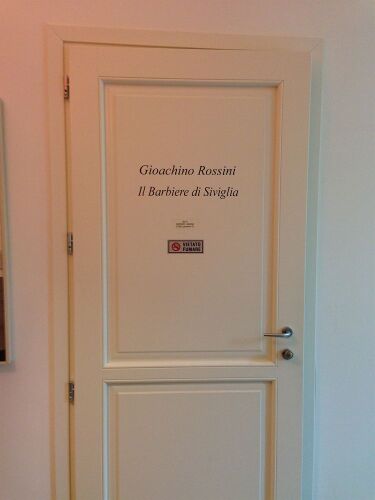 Gioachino Rossini
Il Barbiere di Siviglia
VIETATO
FUMARE